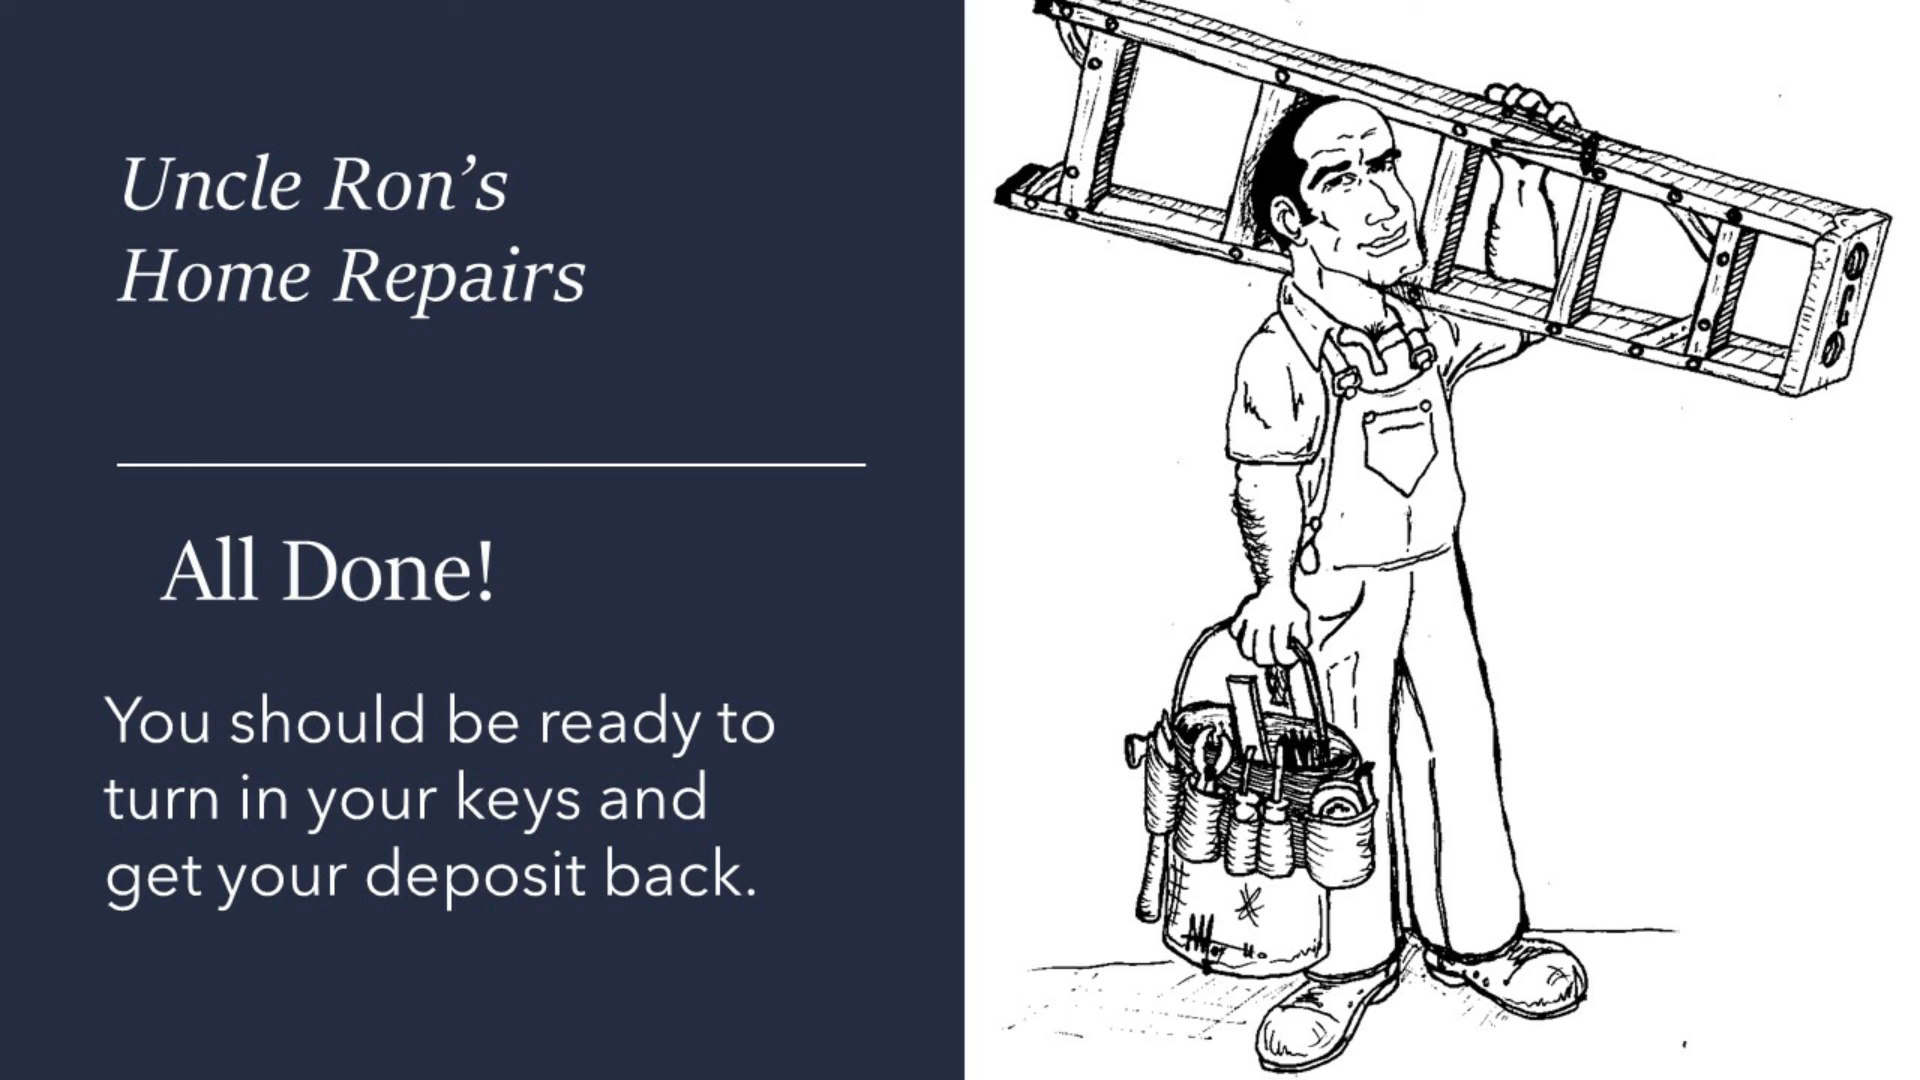 Uncle Ron’s
Home Repairs
All Done!
You should be ready to
turn in your keys and
get your deposit back.